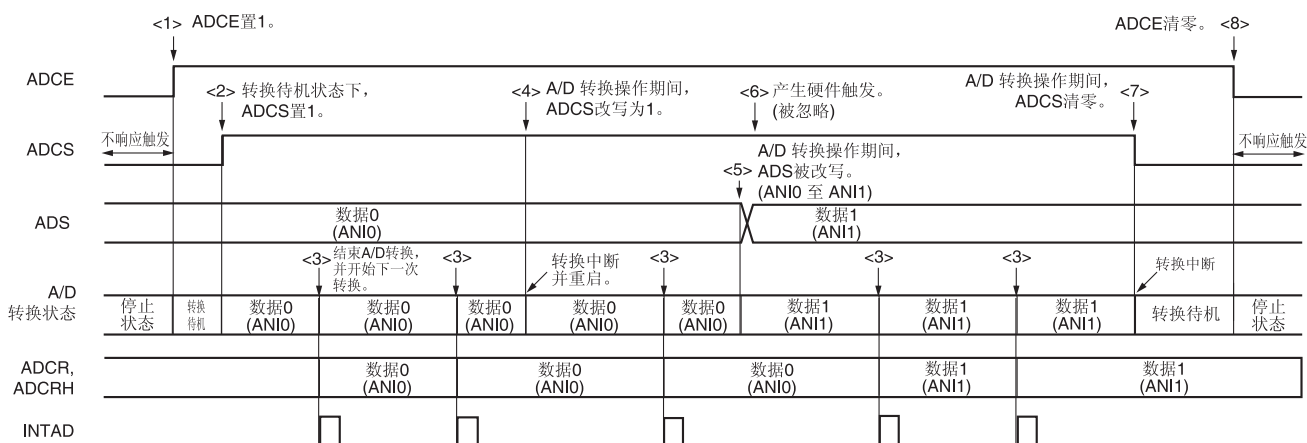 <1> ADCE置1。
ADCE清零。 <8>
ADCE
<2> 转换待机状态下，
ADCS置1。
<4> A/D 转换操作期间，
ADCS改写为1。
<6> 产生硬件触发。
(被忽略)
A/D 转换操作期间， <7>
ADCS清零。
不响应触发
不响应触发
ADCS
A/D 转换操作期间，
<5> ADS被改写。
(ANI0 至 ANI1)
ADS
数据0
(ANI0)
数据1
(ANI1)
<3> 结束A/D转换，
并开始下一次
转换。
<3>
转换中断
并重启。
<3>
<3>
<3>
转换中断
A/D
转换状态
停止
状态
转换
待机
数据0
(ANI0)
数据0
(ANI0)
数据0
(ANI0)
数据0
(ANI0)
数据0
(ANI0)
数据1
(ANI1)
数据1
(ANI1)
数据1
(ANI1)
转换待机
停止
状态
ADCR,
ADCRH
数据0
(ANI0)
数据0
(ANI0)
数据0
(ANI0)
数据1
(ANI1)
数据1
(ANI1)
INTAD